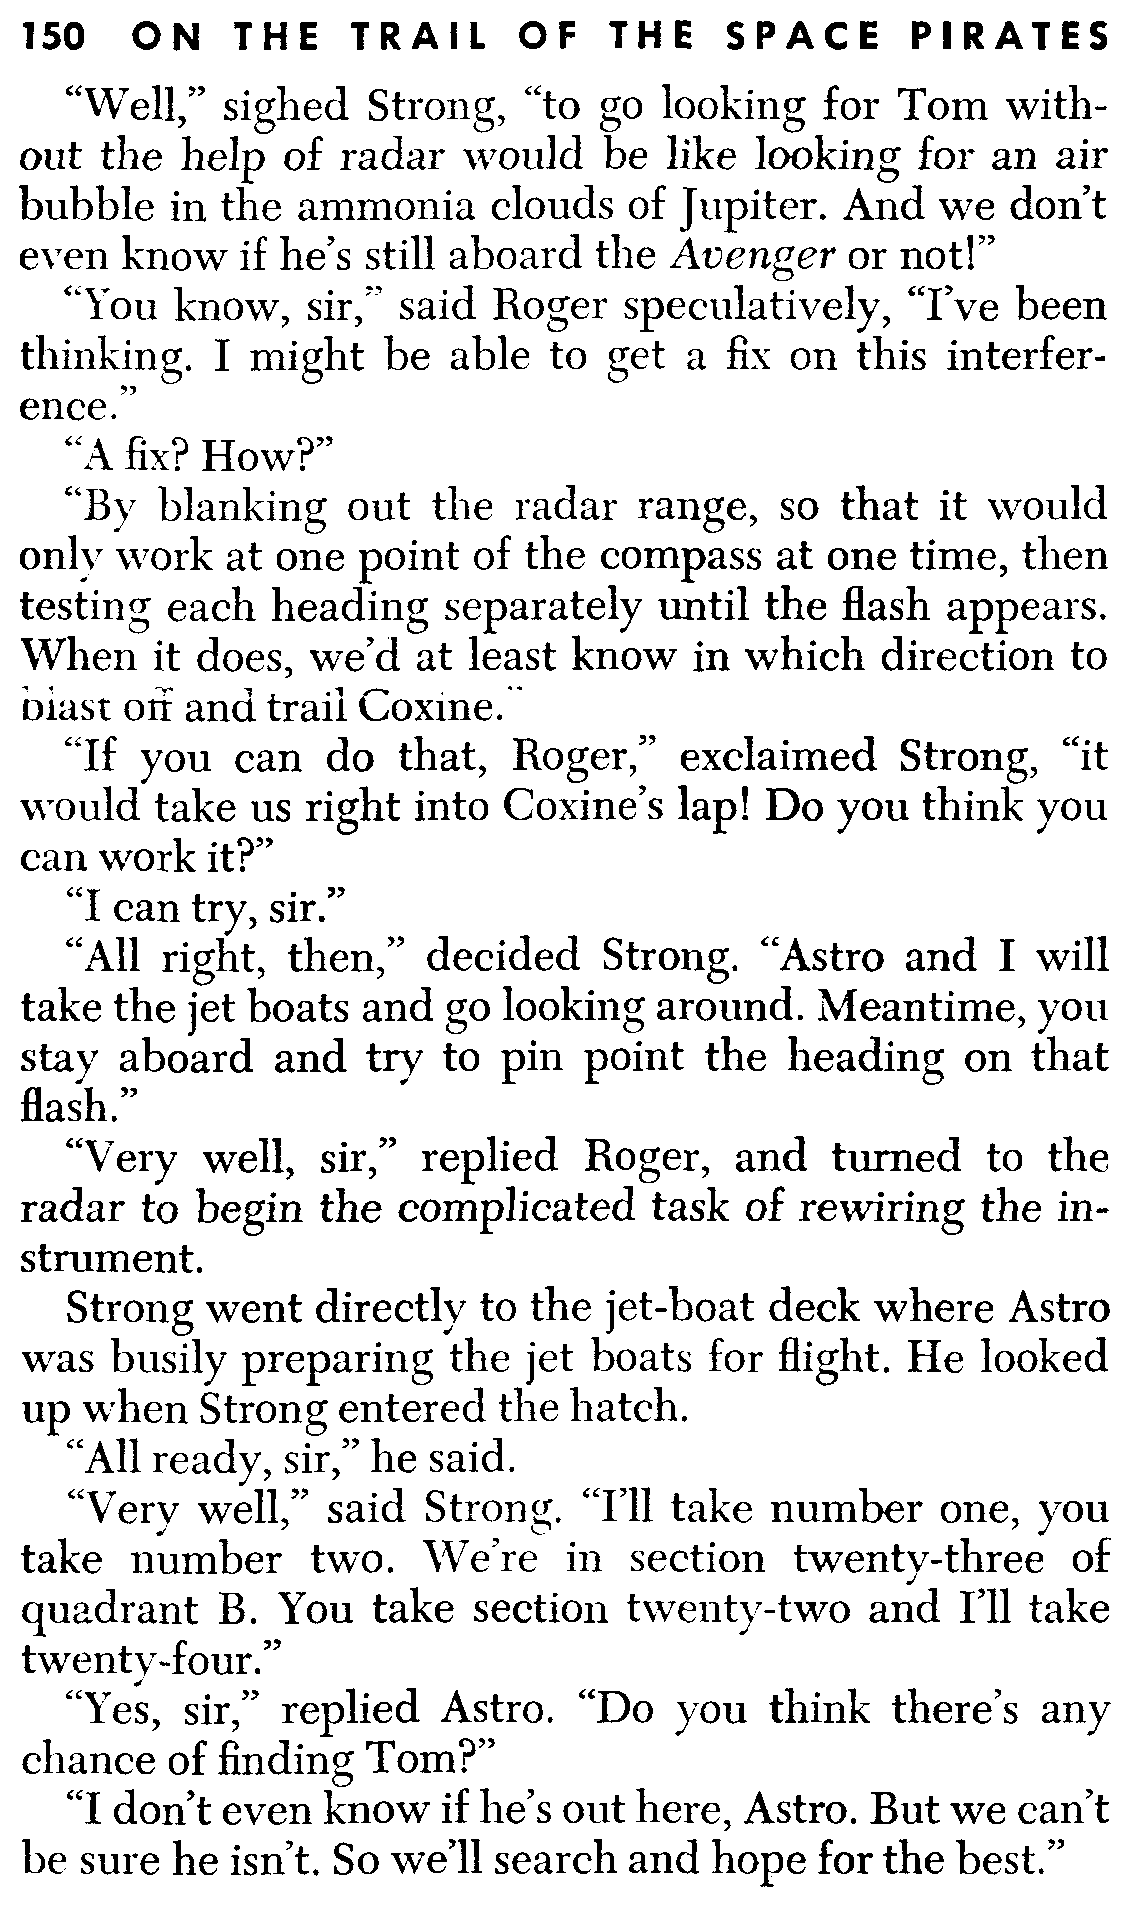 150 ON THE TRAIL OF THE SPACE PIRATES
“Well,” sighed Strong, “to go looking for Tom with-
out the help of radar would be like looking for an air
bubble in the ammonia clouds of Jupiter. And we don’t
even know if he’s still aboard the Avenger or not!”
“You know, sir,” said Roger speculatively, “I’ve been
thinking. I might be able to get a fix on this interfer-
ence.”
“A fix? How?”
“By blanking out the radar range, so that it would
only work at one point of the compass at one time, then
testing each heading separately until the flash appears.
When it does, we’d at least know in which direction to
blast off and trail Coxine.”
“If you can do that, Roger,” exclaimed Strong, “it
would take us right into Coxine’s lap! Do you think you
can work it?”
“I can try, sir.”
“All right, then,” decided Strong. “Astro and I will
take the jet boats and go looking around. Meantime, you
stay aboard and try to pin point the heading on that
flash.”
“Very well, sir,” replied Roger, and turned to the
radar to begin the complicated task of rewiring the in-
strument.
Strong went directly to the jet-boat deck where Astro
was busily preparing the jet boats for flight. He looked
up when Strong entered the hatch.
“All ready, sir,” he said.
“Very well,” said Strong. “I’ll take number one, you
take number two. We’re in section twenty-three of
quadrant B. You take section twenty-two and I’ll take
twenty-four.”
“Yes, sir,” replied Astro. “Do you think there’s any
chance of finding Tom?”
“I don’t even know if he’s out here, Astro. But we can’t
be sure he isn’t. So we’ll search and hope for the best.”